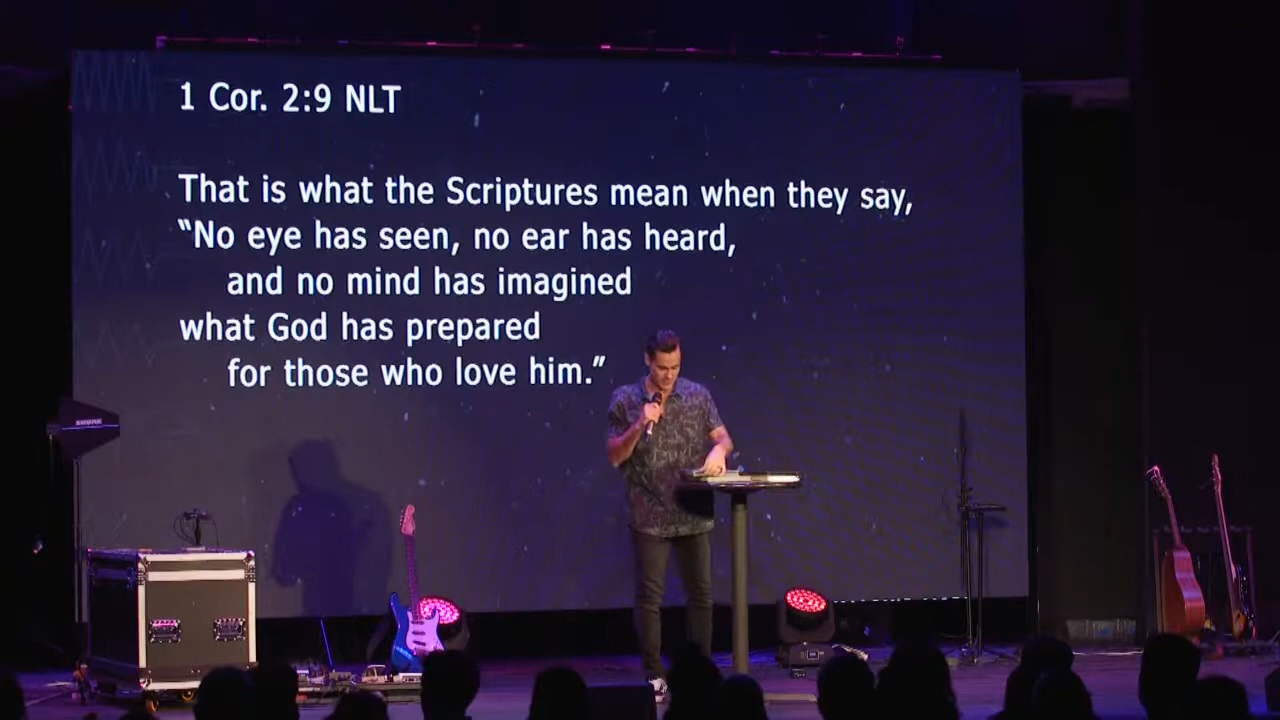 1 Cor. 2:9 NLT
That is what the Scriptures mean when they say,
“No eye has seen, no ear has heard,
and no mind has imagined
what God has prepared
for those who love him.”
SHURE